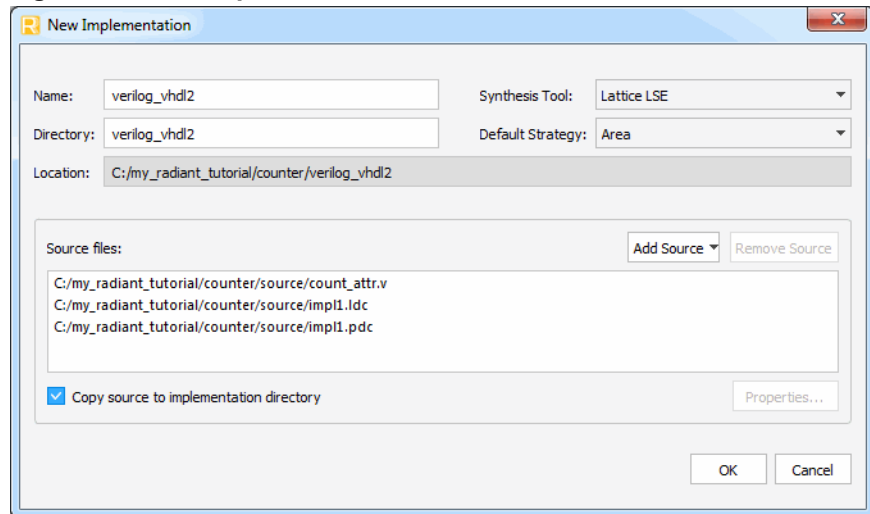 New Implementation
Name: verilog_vhdl2 Synthesis Tool: Lattice LSE
Directory: verilog_vhdl2 Default Strategy: Area
Location: C:/my_radiant_tutorial/counter/verilog_vhdl2
Source files: Add Source Remove Source
C:/my_radiant_tutorial/counter/source/count_attr.v
C:/my_radiant_tutorial/counter/source/impl1.ldc
C:/my_radiant_tutorial/counter/source/impl1.pdc
Copy source to implementation directory Properties...
OK Cancel